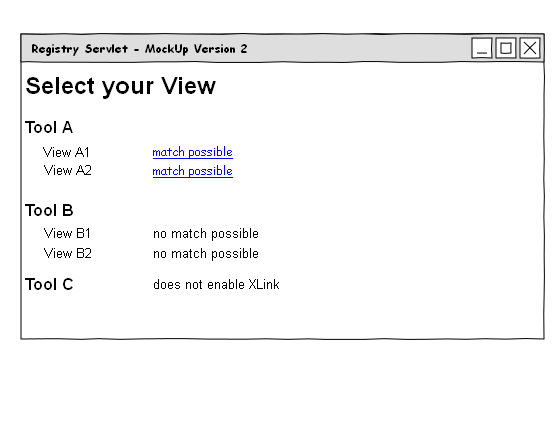 Registry Servlet - MockUp Version 2
Select your View
Tool A
View A1 match possible
View A2 match possible
Tool B
View B1 no match possible
View B2 no match possible
Tool C does not enable XLink